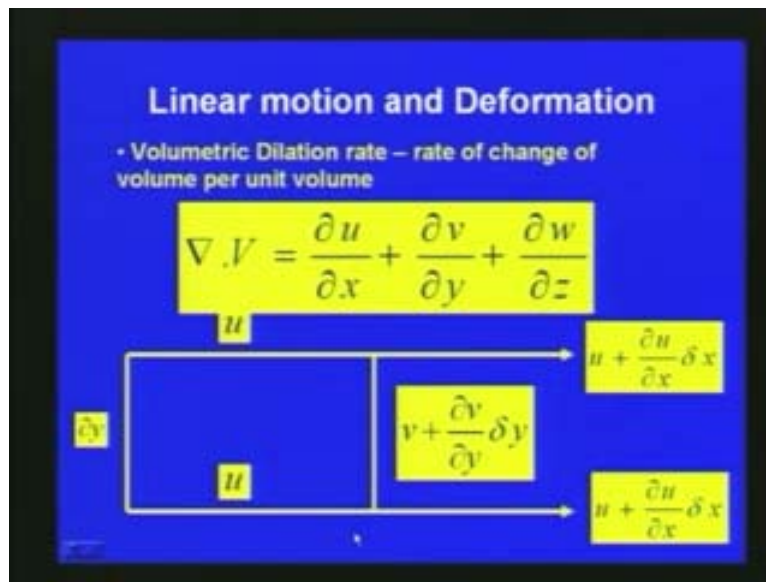 Linear motion and Deformation
• Volumetric Dilation rate – rate of change of
volume per unit volume
∇ .V = ∂u/∂x + ∂v/∂y + ∂w/∂z
u
u + ∂u/∂x δx
∂y
v + ∂v/∂y δy
u
u + ∂u/∂x δx